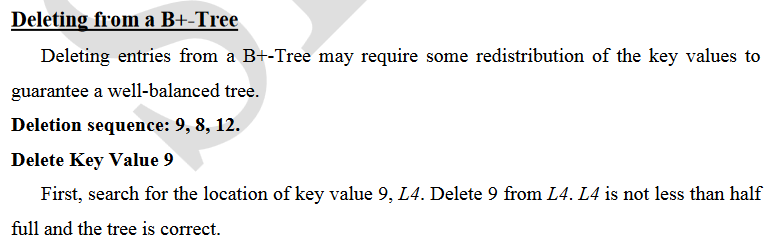 Deleting from a B+-Tree
Deleting entries from a B+-Tree may require some redistribution of the key values to
guarantee a well-balanced tree.
Deletion sequence: 9, 8, 12.
Delete Key Value 9
First, search for the location of key value 9, L4. Delete 9 from L4. L4 is not less than half
full and the tree is correct.